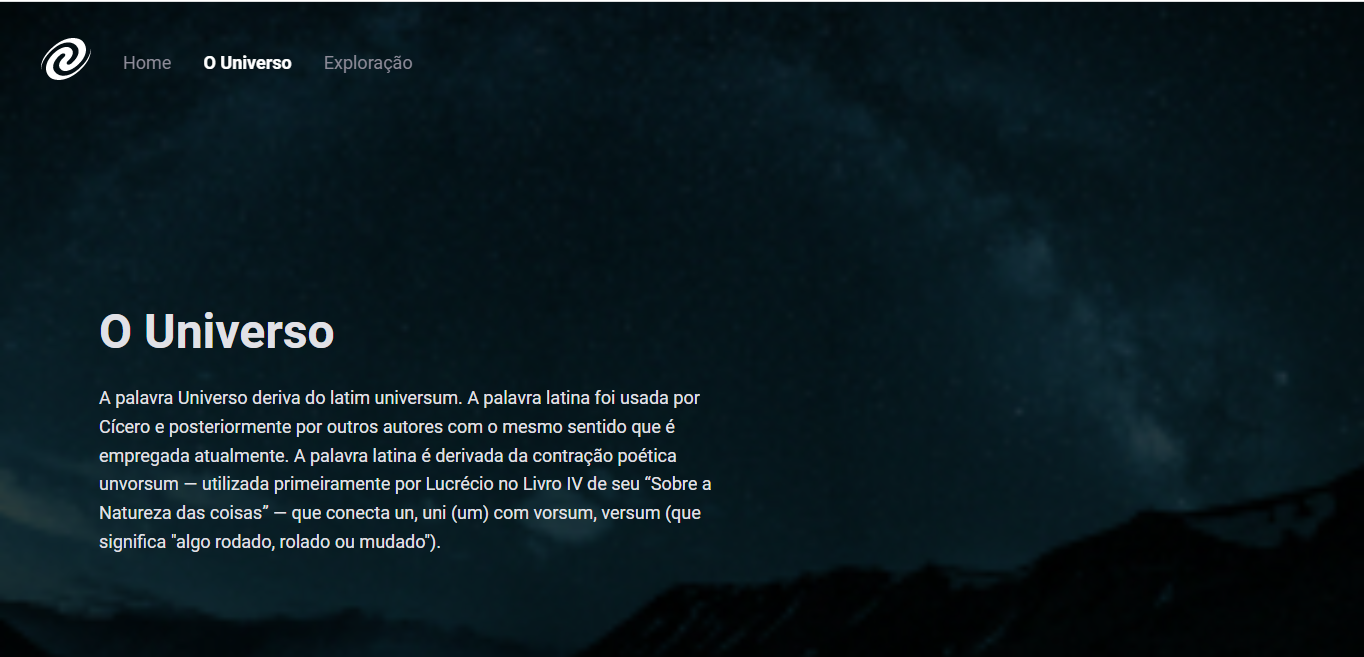 Home O Universo Exploração
O Universo
A palavra Universo deriva do latim universum. A palavra latina foi usada por
Cícero e posteriormente por outros autores com o mesmo sentido que é
empregada atualmente. A palavra latina é derivada da contração poética
unvorsum — utilizada primeiramente por Lucrécio no Livro IV de seu “Sobre a
Natureza das coisas” — que conecta un, uni (um) com vorsum, versum (que
significa "algo rodado, rolado ou mudado").